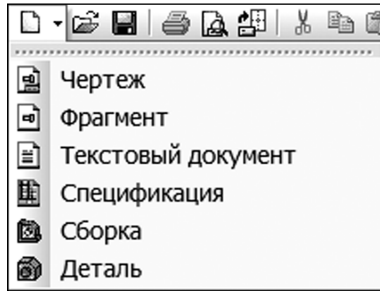 Чертеж
Фрагмент
Текстовый документ
Спецификация
Сборка
Деталь